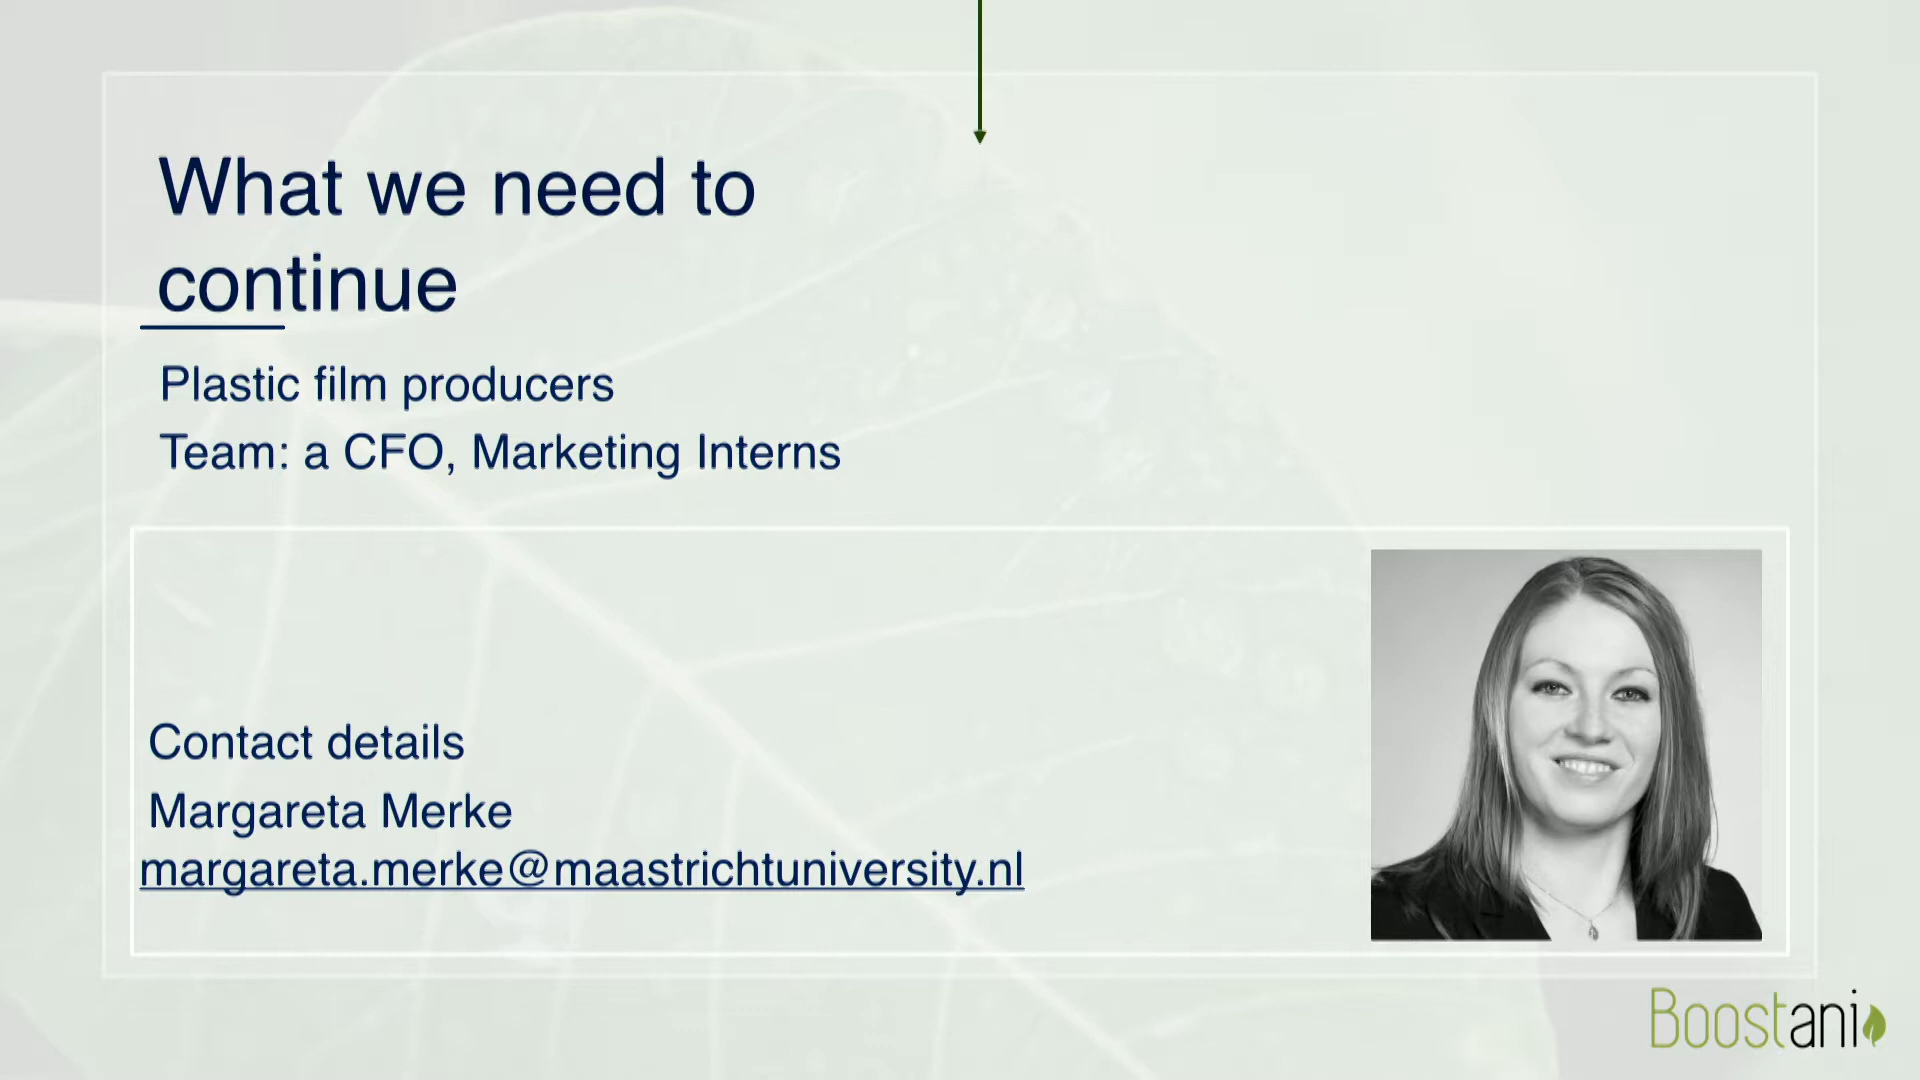 What we need to
continue
Plastic film producers
Team: a CFO, Marketing Interns
Contact details
Margareta Merke
margareta.merke@maastrichtuniversity.nl
Boostani